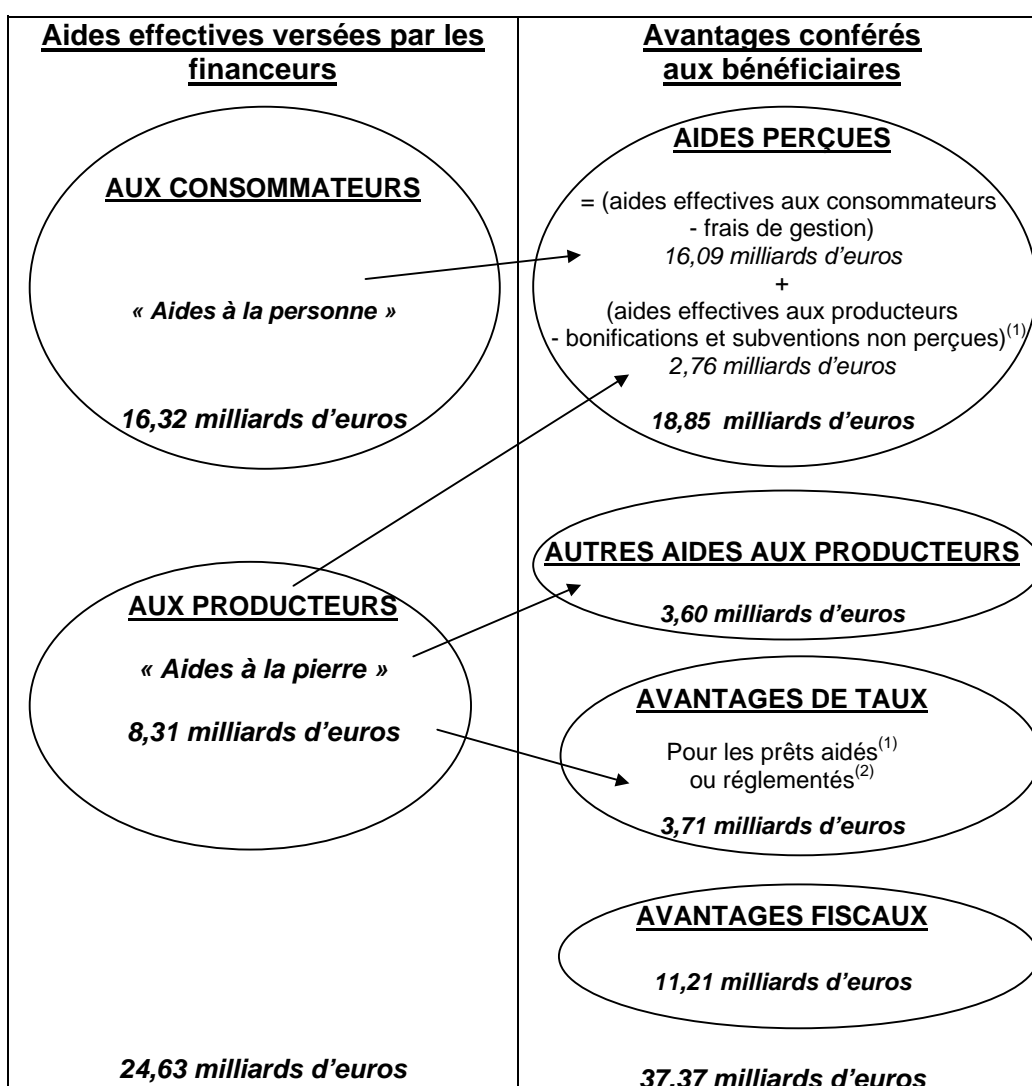 Aides effectives versées par les
financeurs
AUX CONSOMMATEURS
« Aides à la personne »
16,32 milliards d'euros
AUX PRODUCTEURS
« Aides à la pierre »
8,31 milliards d'euros
24,63 milliards d'euros
Avantages conférés
aux bénéficiaires
AIDES PERÇUES
= (aides effectives aux consommateurs
- frais de gestion)
16,09 milliards d'euros
+
(aides effectives aux producteurs
- bonifications et subventions non perçues)(1)
2,76 milliards d'euros
18,85 milliards d'euros
AUTRES AIDES AUX PRODUCTEURS
3,60 milliards d'euros
AVANTAGES DE TAUX
Pour les prêts aidés(1)
ou réglementés(2)
3,71 milliards d'euros
AVANTAGES FISCAUX
11,21 milliards d'euros
37,37 milliards d'euros